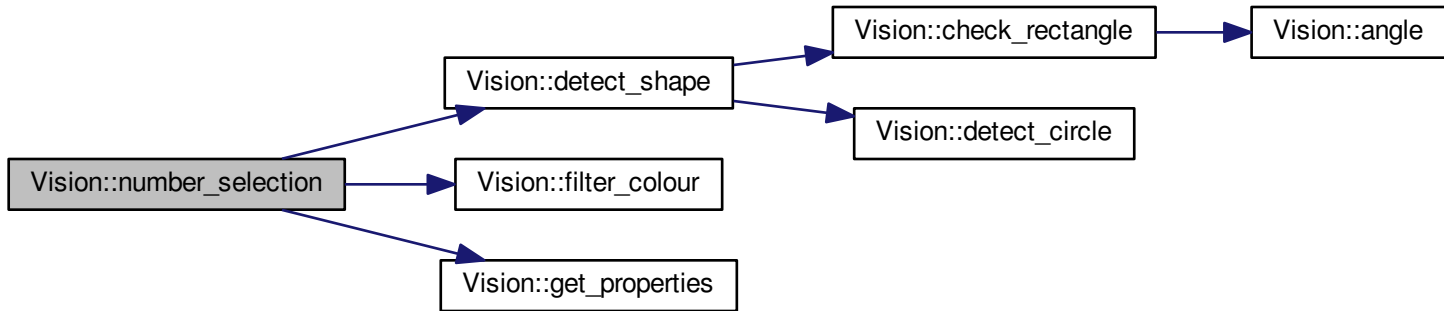 Vision::number_selection
Vision::detect_shape
Vision::filter_colour
Vision::get_properties
Vision::check_rectangle
Vision::detect_circle
Vision::angle